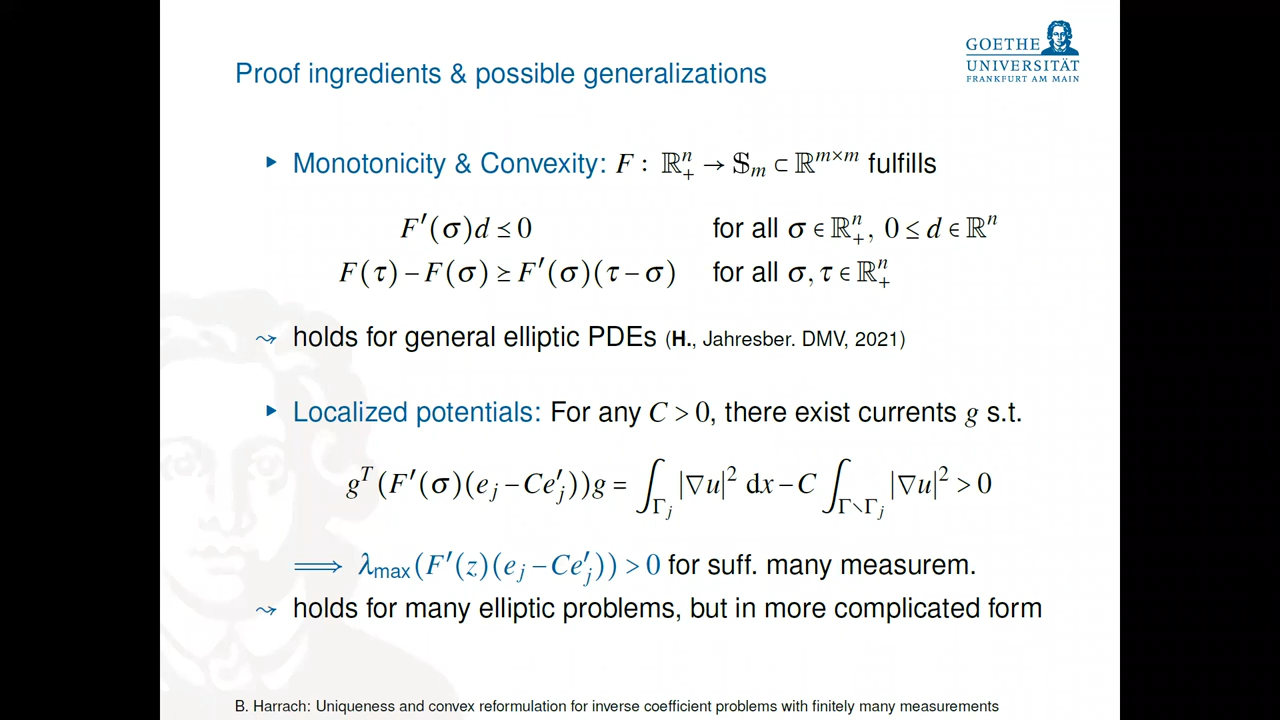 GOETHE
UNIVERSITÄT
FRANKFURT AM MAIN
Proof ingredients & possible generalizations
▸ Monotonicity & Convexity: F : ℝ₊ⁿ → 𝕊ₘ ⊂ ℝᵐˣᵐ fulfills
F′(σ)d ⪯ 0 for all σ ∈ ℝ₊ⁿ, 0 ≤ d ∈ ℝⁿ
F(τ) − F(σ) ⪰ F′(σ)(τ − σ) for all σ, τ ∈ ℝ₊ⁿ
⇝ holds for general elliptic PDEs (H., Jahresber. DMV, 2021)
▸ Localized potentials: For any C > 0, there exist currents g s.t.
gᵀ(F′(σ)(eⱼ − Ce′ⱼ))g = ∫_{Γⱼ} |∇u|² dx − C ∫_{Γ∖Γⱼ} |∇u|² > 0
⟹ λ_max(F′(z)(eⱼ − Ce′ⱼ)) > 0 for suff. many measurem.
⇝ holds for many elliptic problems, but in more complicated form
B. Harrach: Uniqueness and convex reformulation for inverse coefficient problems with finitely many measurements